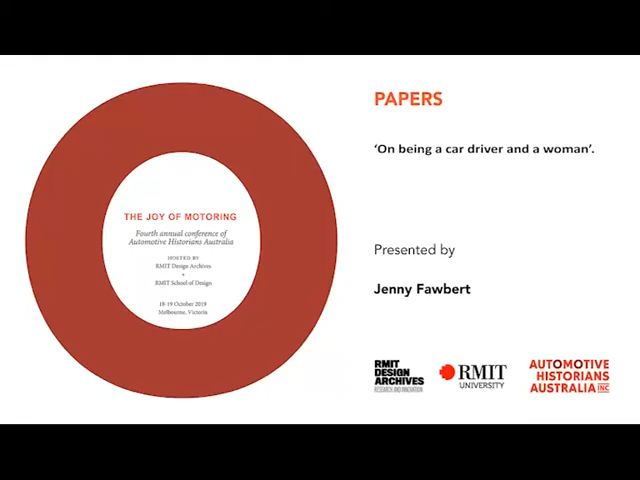 THE JOY OF MOTORING
Fourth annual conference of
Automotive Historians Australia
HOSTED BY
RMIT Design Archives
+
RMIT School of Design
18-19 October 2019
Melbourne, Victoria
PAPERS
‘On being a car driver and a woman’.
Presented by
Jenny Fawbert
RMIT
DESIGN
ARCHIVES
RESEARCH AND INNOVATION
RMIT
UNIVERSITY
AUTOMOTIVE
HISTORIANS
AUSTRALIA INC